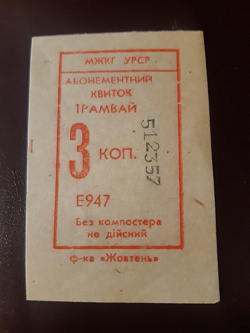 МЖКГ УРСР
АБОНЕМЕНТНИЙ
КВИТОК
ТРАМВАЙ
3 КОП.
512357
Е947
Без компостера
не дійсний
ф-ка «Жовтень»